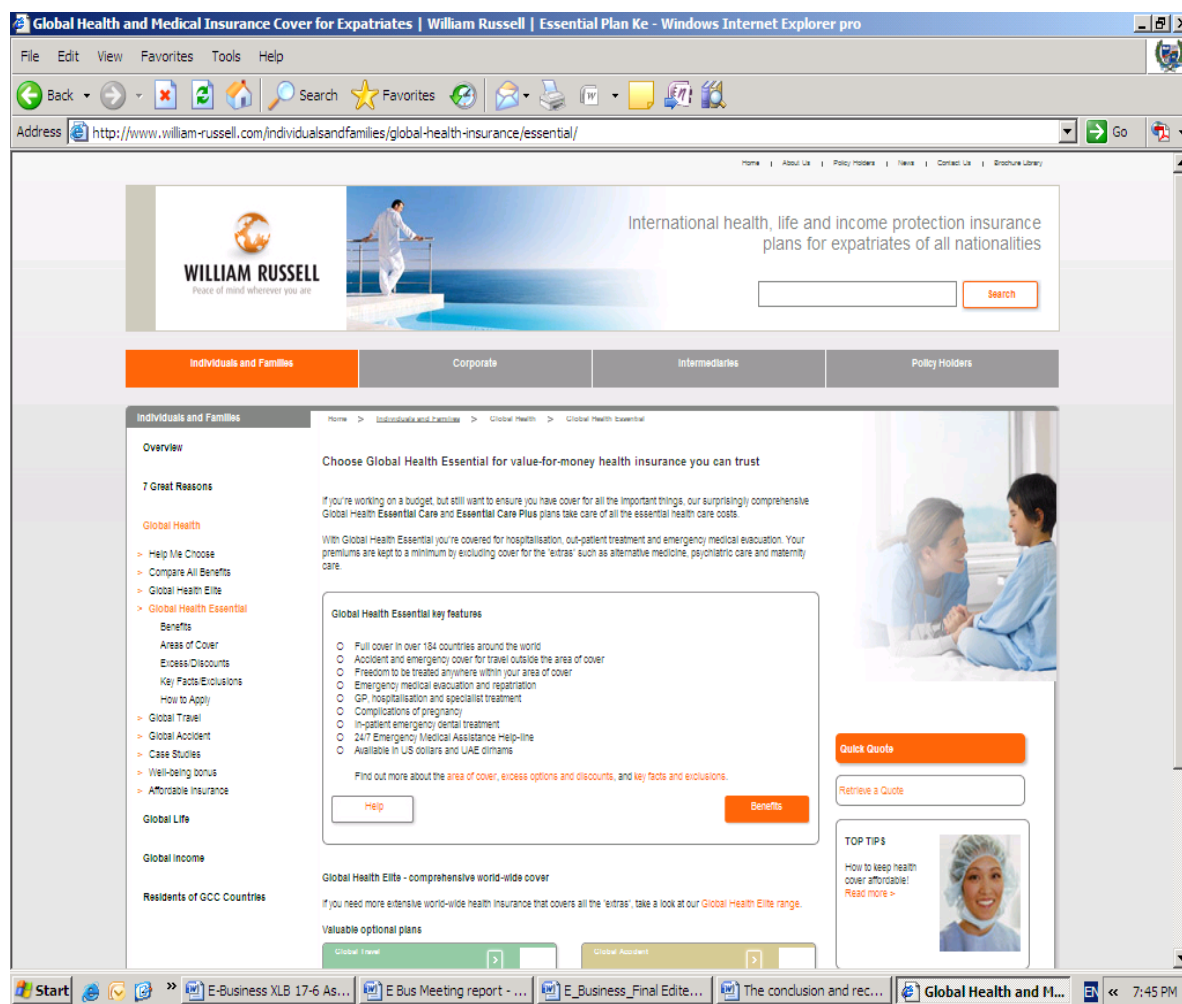 Global Health and Medical Insurance Cover for Expatriates | William Russell | Essential Plan Ke - Windows Internet Explorer pro
File Edit View Favorites Tools Help
Back Search Favorites
Address http://www.william-russell.com/individualsandfamilies/global-health-insurance/essential/ Go
Home | About Us | Policy Holders | News | Contact Us | Brochure Library
WILLIAM RUSSELL
Peace of mind wherever you are
International health, life and income protection insurance
plans for expatriates of all nationalities
Search
Individuals and Families Corporate Intermediaries Policy Holders
Individuals and Families
Overview
7 Great Reasons
Global Health
> Help Me Choose
> Compare All Benefits
> Global Health Elite
> Global Health Essential
Benefits
Areas of Cover
Excess/Discounts
Key Facts/Exclusions
How to Apply
> Global Travel
> Global Accident
> Case Studies
> Well-being bonus
> Affordable Insurance
Global Life
Global Income
Residents of GCC Countries
Home > Individuals and Families > Global Health > Global Health Essential
Choose Global Health Essential for value-for-money health insurance you can trust
If you're working on a budget, but still want to ensure you have cover for all the important things, our surprisingly comprehensive
Global Health Essential Care and Essential Care Plus plans take care of all the essential health care costs.
With Global Health Essential you're covered for hospitalisation, out-patient treatment and emergency medical evacuation. Your
premiums are kept to a minimum by excluding cover for the 'extras' such as alternative medicine, psychiatric care and maternity
care.
Global Health Essential key features
Full cover in over 184 countries around the world
Accident and emergency cover for travel outside the area of cover
Freedom to be treated anywhere within your area of cover
Emergency medical evacuation and repatriation
GP, hospitalisation and specialist treatment
Complications of pregnancy
In-patient emergency dental treatment
24/7 Emergency Medical Assistance Help-line
Available in US dollars and UAE dirhams
Find out more about the area of cover, excess options and discounts, and key facts and exclusions.
Help Benefits
Global Health Elite - comprehensive world-wide cover
If you need more extensive world-wide health insurance that covers all the 'extras', take a look at our Global Health Elite range.
Valuable optional plans
Global Travel Global Accident
Quick Quote
Retrieve a Quote
TOP TIPS
How to keep health
cover affordable!
Read more >
Start » E-Business XLB 17-6 As... E Bus Meeting report - ... E_Business_Final Edite... The conclusion and rec... Global Health and M... EN « 7:45 PM